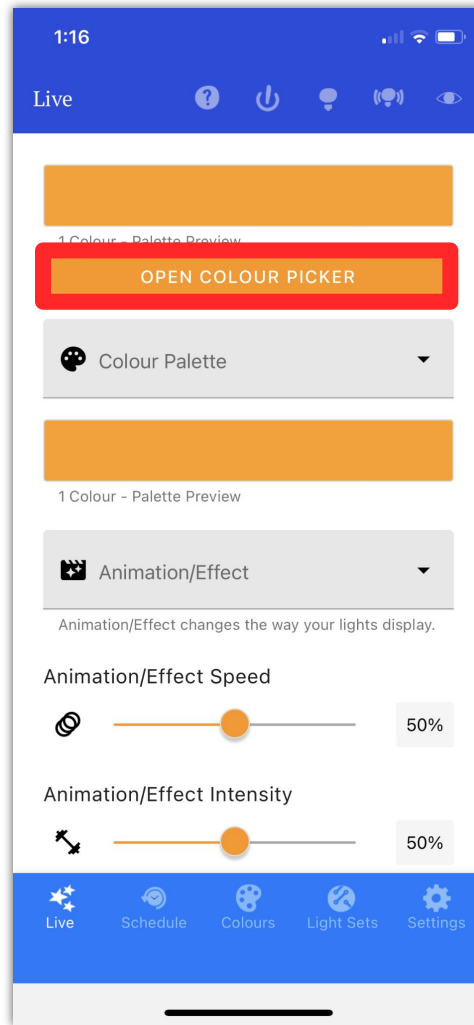 1:16
Live
1 Colour - Palette Preview
OPEN COLOUR PICKER
Colour Palette
1 Colour - Palette Preview
Animation/Effect
Animation/Effect changes the way your lights display.
Animation/Effect Speed
50%
Animation/Effect Intensity
50%
Live Schedule Colours Light Sets Settings